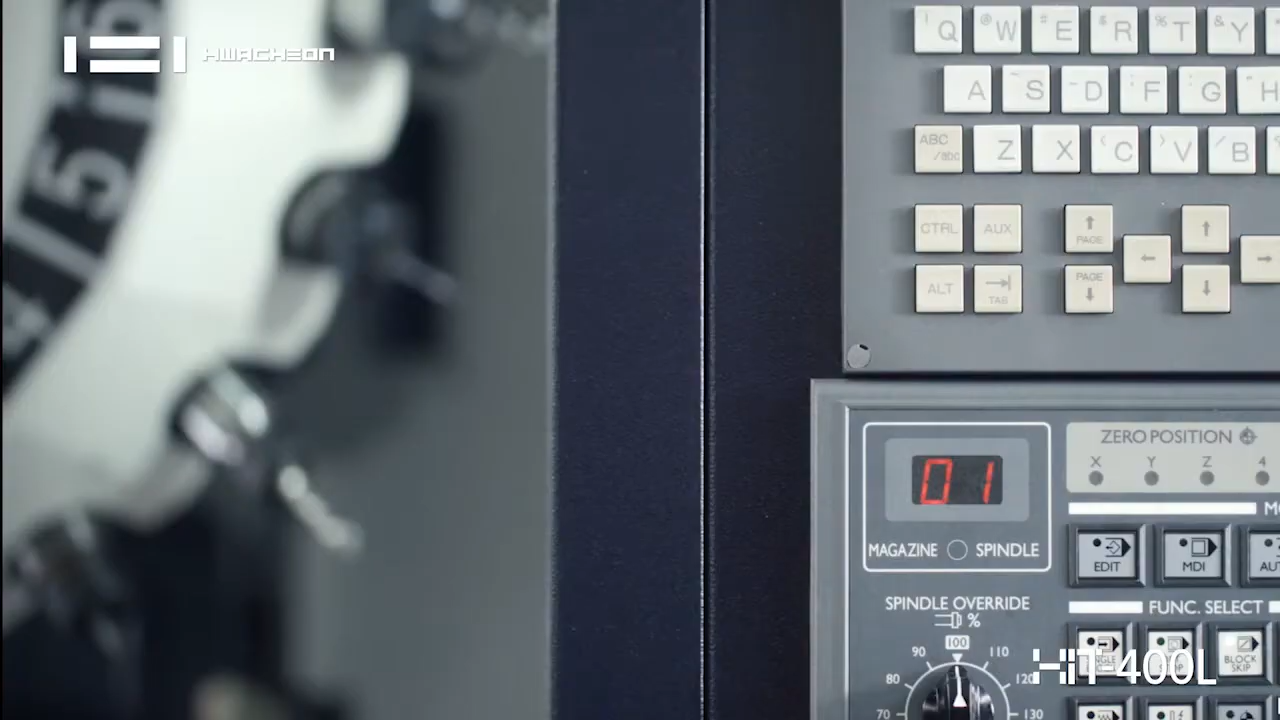 HWACHEON
5
!Q @W #E $R %T &Y
A ~S -D :F ;G H
ABC/abc Z X <C >V /B
CTRL AUX ↑ PAGE ← ↑ →
ALT TAB PAGE ↓ ↓
ZERO POSITION
X Y Z 4
01
MAGAZINE SPINDLE
EDIT MDI
SPINDLE OVERRIDE
%
FUNC. SELECT
100
90 110
80 120
70 130
BLOCK SKIP
HiT-400L